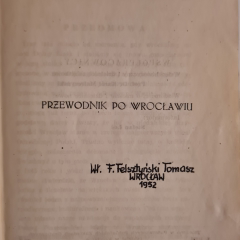 PRZEWODNIK PO WROCŁAWIU
Wł. F. Felsztyński Tomasz
WROCŁAW
1952